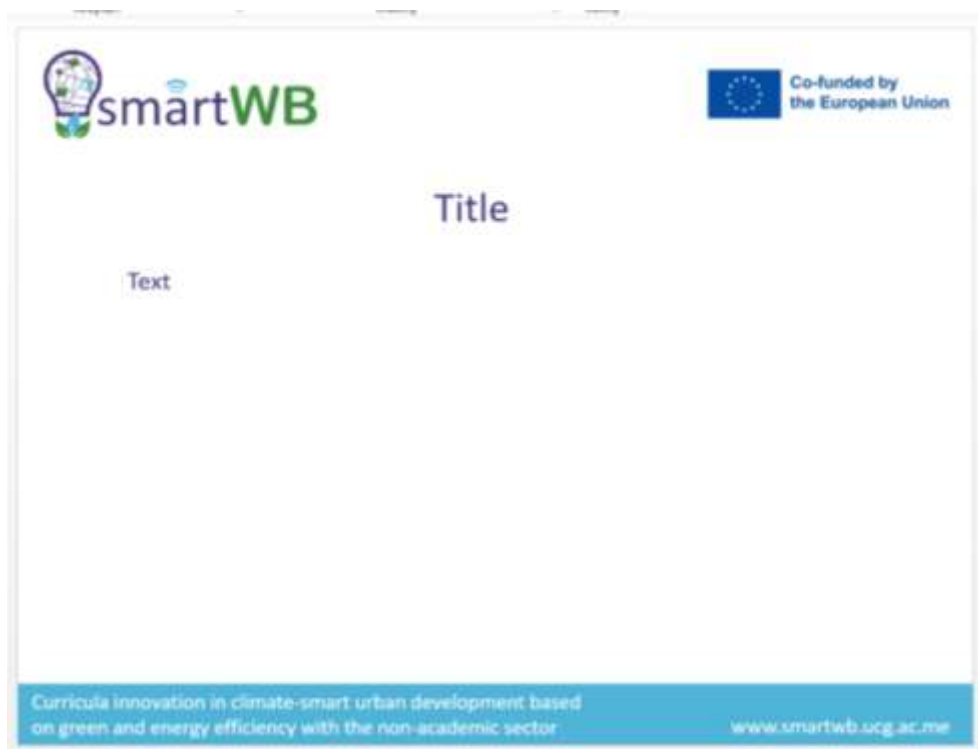 smartWB
Co-funded by
the European Union
Title
Text
Curricula innovation in climate-smart urban development based
on green and energy efficiency with the non-academic sector
www.smartwb.ucg.ac.me